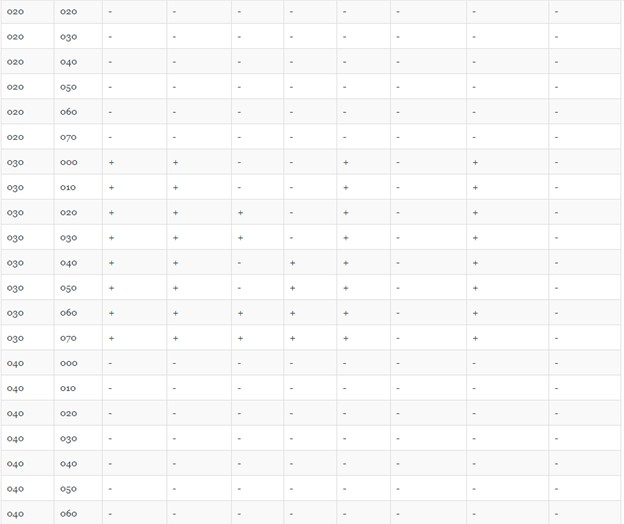 020 020 - - - - - - - -
020 030 - - - - - - - -
020 040 - - - - - - - -
020 050 - - - - - - - -
020 060 - - - - - - - -
020 070 - - - - - - - -
030 000 + + - - + - + -
030 010 + + - - + - + -
030 020 + + + - + - + -
030 030 + + + - + - + -
030 040 + + - + + - + -
030 050 + + - + + - + -
030 060 + + + + + - + -
030 070 + + + + + - + -
040 000 - - - - - - - -
040 010 - - - - - - - -
040 020 - - - - - - - -
040 030 - - - - - - - -
040 040 - - - - - - - -
040 050 - - - - - - - -
040 060 - - - - - - - -